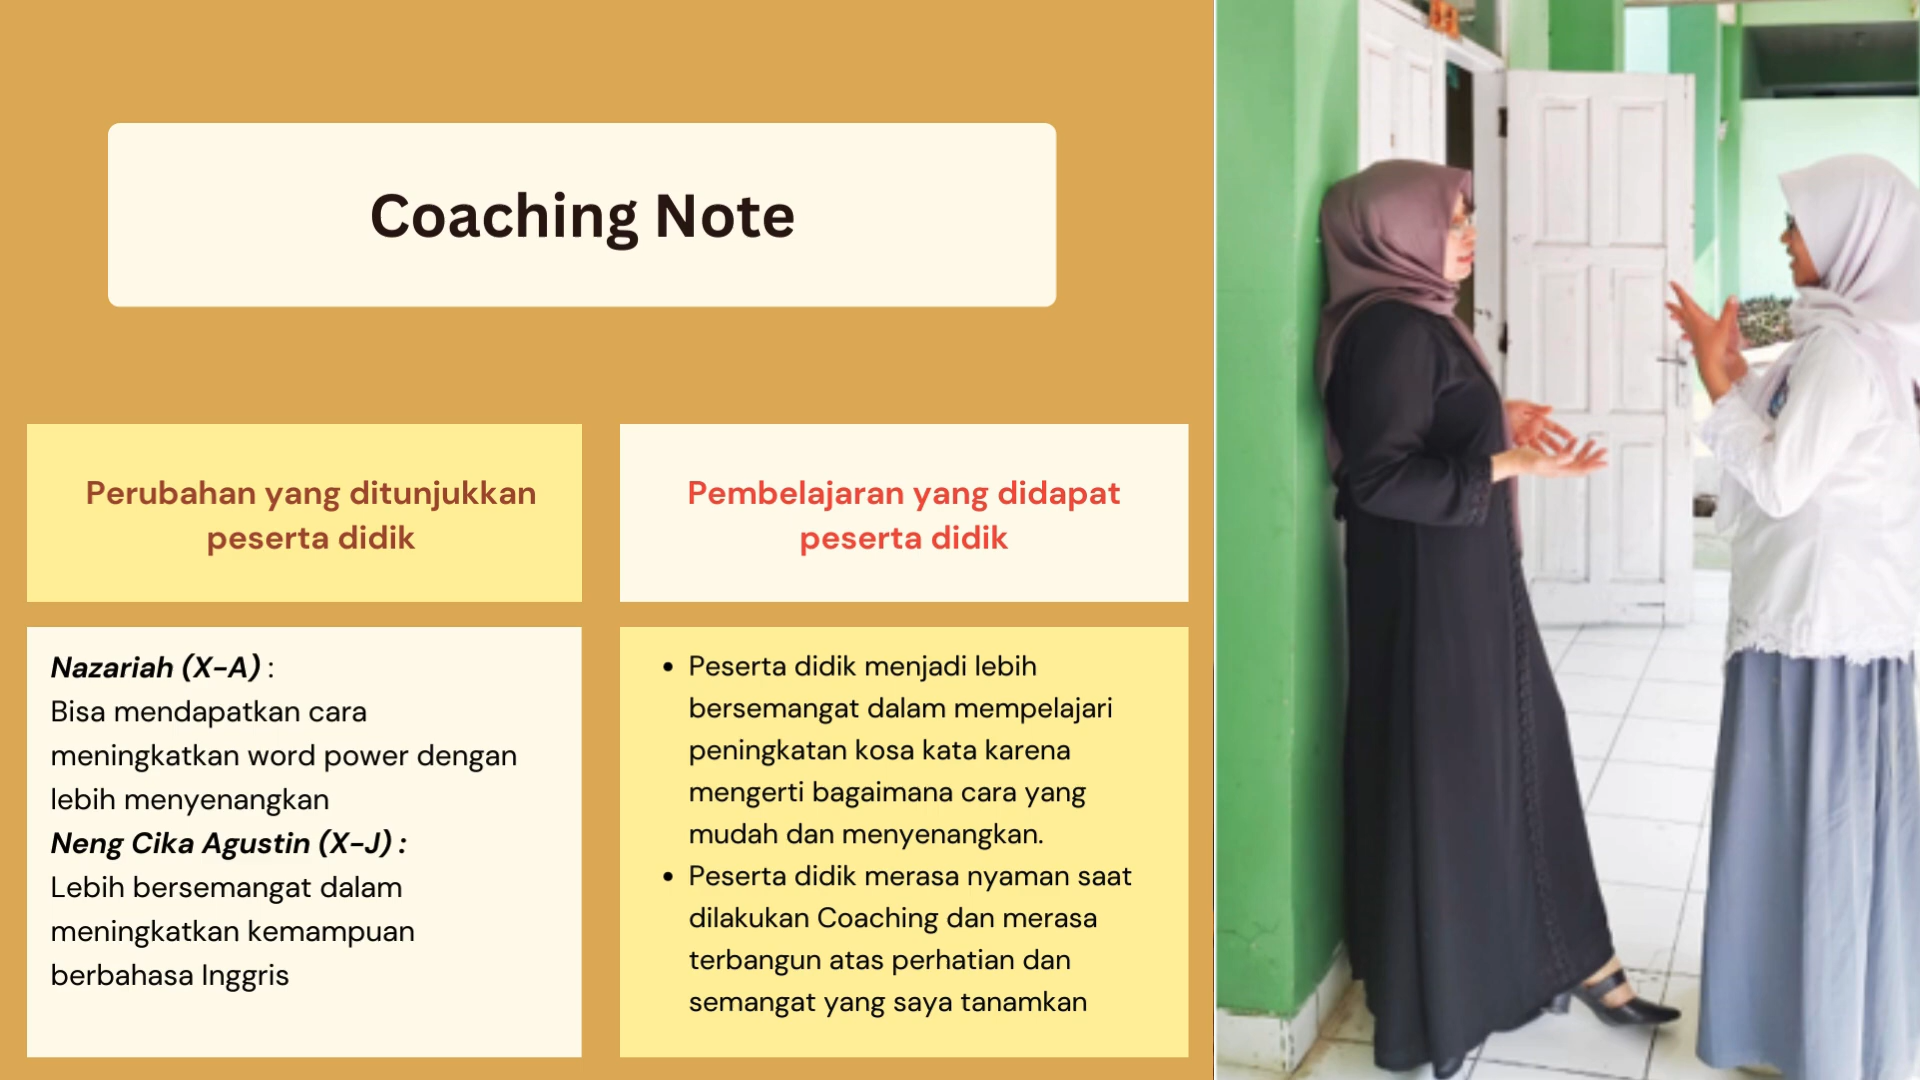 Coaching Note
Perubahan yang ditunjukkan
peserta didik
Nazariah (X-A) :
Bisa mendapatkan cara
meningkatkan word power dengan
lebih menyenangkan
Neng Cika Agustin (X-J) :
Lebih bersemangat dalam
meningkatkan kemampuan
berbahasa Inggris
Pembelajaran yang didapat
peserta didik
• Peserta didik menjadi lebih
bersemangat dalam mempelajari
peningkatan kosa kata karena
mengerti bagaimana cara yang
mudah dan menyenangkan.
• Peserta didik merasa nyaman saat
dilakukan Coaching dan merasa
terbangun atas perhatian dan
semangat yang saya tanamkan